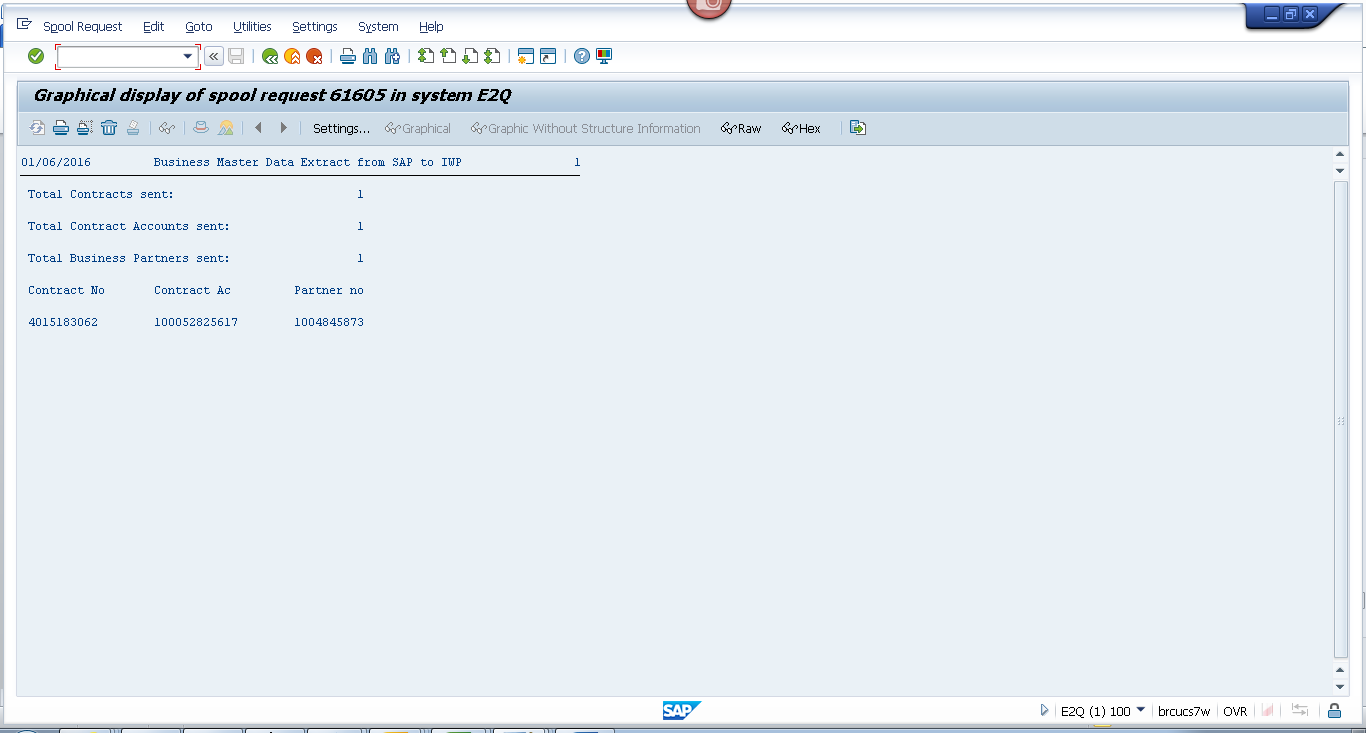 Spool Request Edit Goto Utilities Settings System Help
Graphical display of spool request 61605 in system E2Q
Settings... Graphical Graphic Without Structure Information Raw Hex
01/06/2016 Business Master Data Extract from SAP to IWP 1
Total Contracts sent: 1
Total Contract Accounts sent: 1
Total Business Partners sent: 1
Contract No Contract Ac Partner no
4015183062 100052825617 1004845873
SAP E2Q (1) 100 brcucs7w OVR